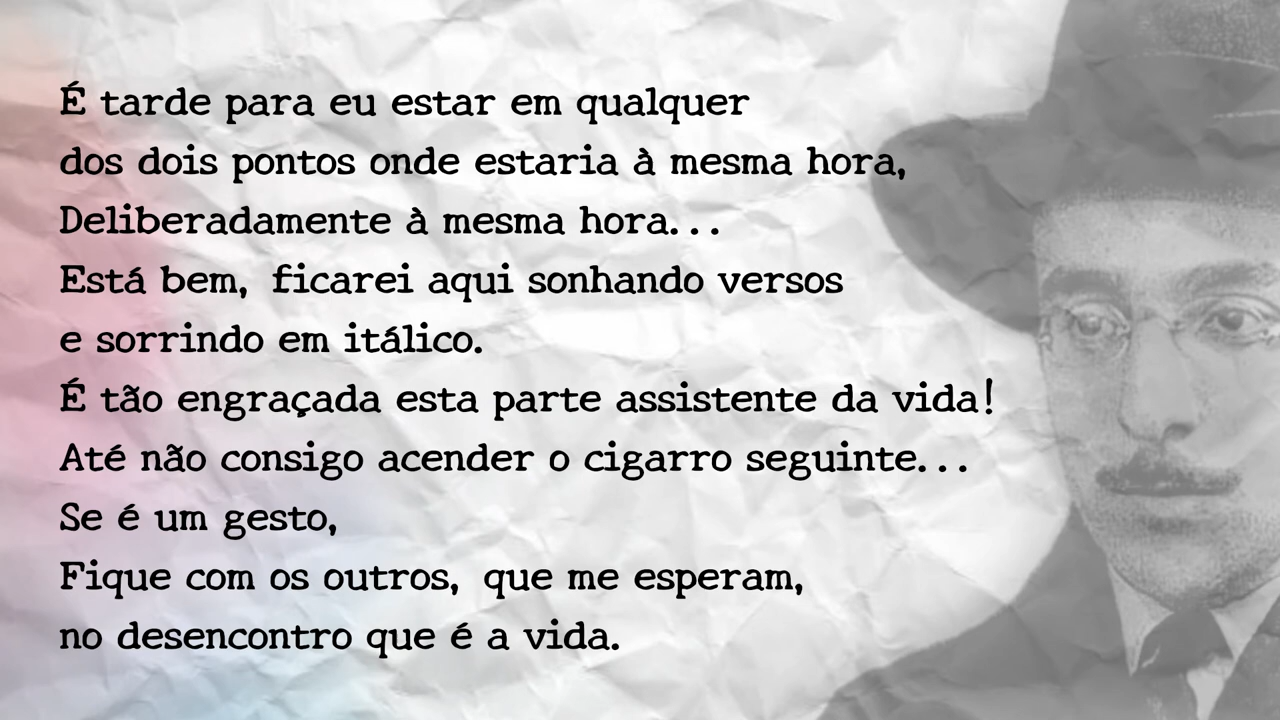 É tarde para eu estar em qualquer
dos dois pontos onde estaria à mesma hora,
Deliberadamente à mesma hora...
Está bem, ficarei aqui sonhando versos
e sorrindo em itálico.
É tão engraçada esta parte assistente da vida!
Até não consigo acender o cigarro seguinte...
Se é um gesto,
Fique com os outros, que me esperam,
no desencontro que é a vida.